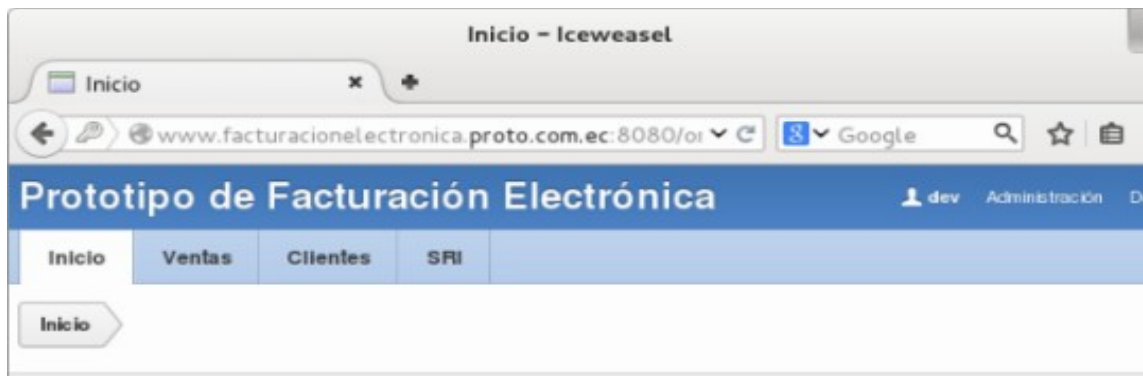 Inicio - Iceweasel
Inicio
www.facturacionelectronica.proto.com.ec:8080/
Google
Prototipo de Facturación Electrónica
dev Administración
Inicio Ventas Clientes SRI
Inicio